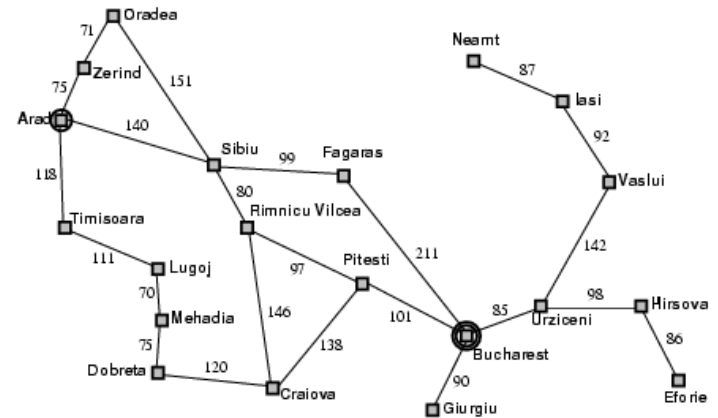 Oradea
71
Neamt
Zerind
87
75
151
Iasi
Arad
140
92
Sibiu
99
Fagaras
118
80
Vaslui
Rimnicu Vilcea
Timisoara
142
111
Lugoj
97
Pitesti
211
70
98
Hirsova
146
101
85
Urziceni
Mehadia
138
86
75
120
Bucharest
Dobreta
90
Craiova
Eforie
Giurgiu